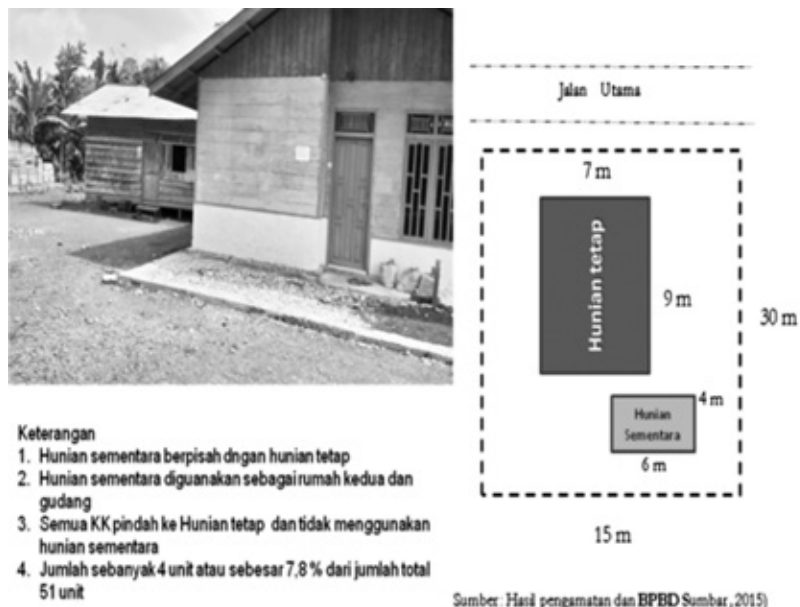 Jalan Utama
7 m
Hunian tetap
9 m
30 m
4 m
Hunian
Sementara
6 m
15 m
Keterangan
1. Hunian sementara berpisah dngan hunian tetap
2. Hunian sementara diguanakan sebagai rumah kedua dan
gudang
3. Semua KK pindah ke Hunian tetap dan tidak menggunakan
hunian sementara
4. Jumlah sebanyak 4 unit atau sebesar 7,8 % dari jumlah total
51 unit
Sumber: Hasil pengamatan dan BPBD Sumbar, 2015)